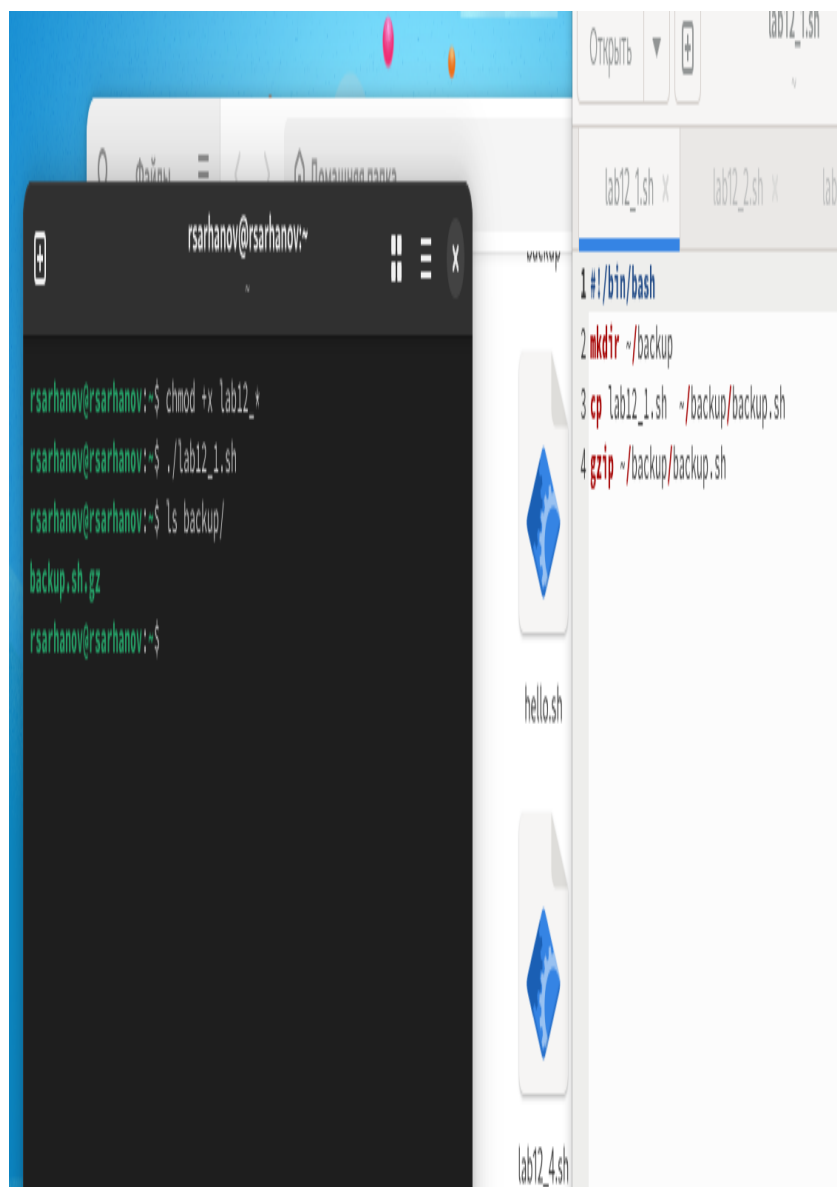 Файлы
Домашняя папка
rsarhanov@rsarhanov:~
~
rsarhanov@rsarhanov:~$ chmod +x lab12_*
rsarhanov@rsarhanov:~$ ./lab12_1.sh
rsarhanov@rsarhanov:~$ ls backup/
backup.sh.gz
rsarhanov@rsarhanov:~$
backup
hello.sh
lab12_4.sh
Открыть
lab12_1.sh
~
lab12_1.sh
lab12_2.sh
lab
1 #!/bin/bash
2 mkdir ~/backup
3 cp lab12_1.sh  ~/backup/backup.sh
4 gzip ~/backup/backup.sh